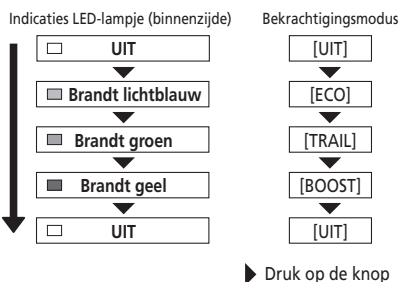 Indicaties LED-lampje (binnenzijde) Bekrachtigingsmodus
UIT [UIT]
Brandt lichtblauw [ECO]
Brandt groen [TRAIL]
Brandt geel [BOOST]
UIT [UIT]
Druk op de knop